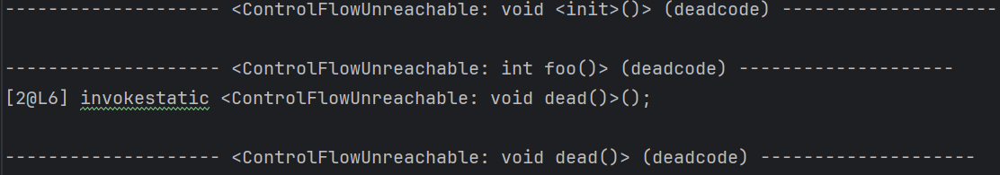 -------------------- <ControlFlowUnreachable: void <init>()> (deadcode) --------------------
-------------------- <ControlFlowUnreachable: int foo()> (deadcode) --------------------
[2@L6] invokestatic <ControlFlowUnreachable: void dead()>();
-------------------- <ControlFlowUnreachable: void dead()> (deadcode) --------------------